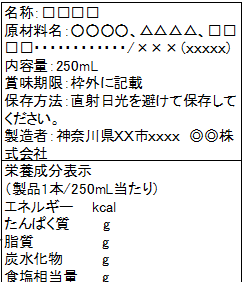 名称：□□□□
原材料名：〇〇〇〇、△△△△、□□
□□・・・・・・・・・・・・/×××(xxxxx)
内容量：250mL
賞味期限：枠外に記載
保存方法：直射日光を避けて保存して
ください。
製造者：神奈川県XX市xxxx　◎◎株
式会社
栄養成分表示
（製品1本/250mL当たり）
エネルギー　kcal
たんぱく質　g
脂質　g
炭水化物　g
食塩相当量　g